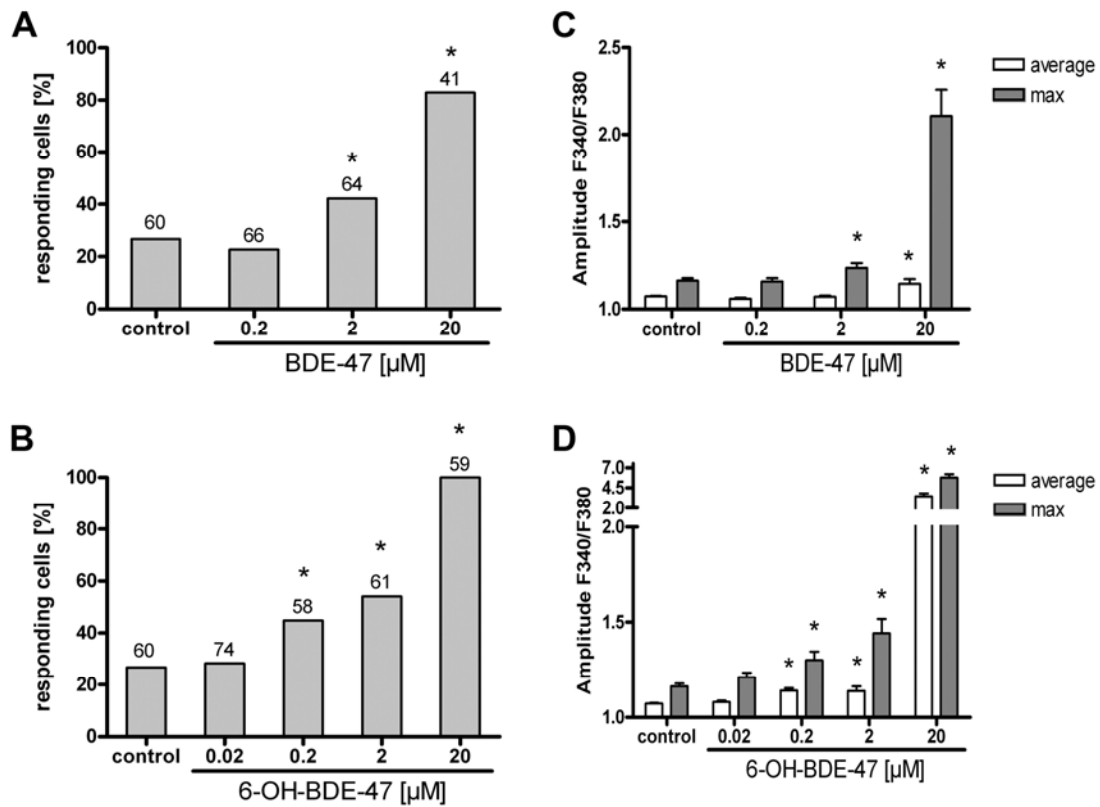 A
responding cells [%]
100
80
60
40
20
0
60
66
*
64
*
41
control
0.2
2
20
BDE-47 [µM]
C
Amplitude F340/F380
2.5
2.0
1.5
1.0
*
*
*
average
max
control
0.2
2
20
BDE-47 [µM]
B
responding cells [%]
100
80
60
40
20
0
60
74
*
58
*
61
*
59
control
0.02
0.2
2
20
6-OH-BDE-47 [µM]
D
Amplitude F340/F380
7.0
4.5
2.0
2.0
1.5
1.0
*
*
*
*
*
*
average
max
control
0.02
0.2
2
20
6-OH-BDE-47 [µM]